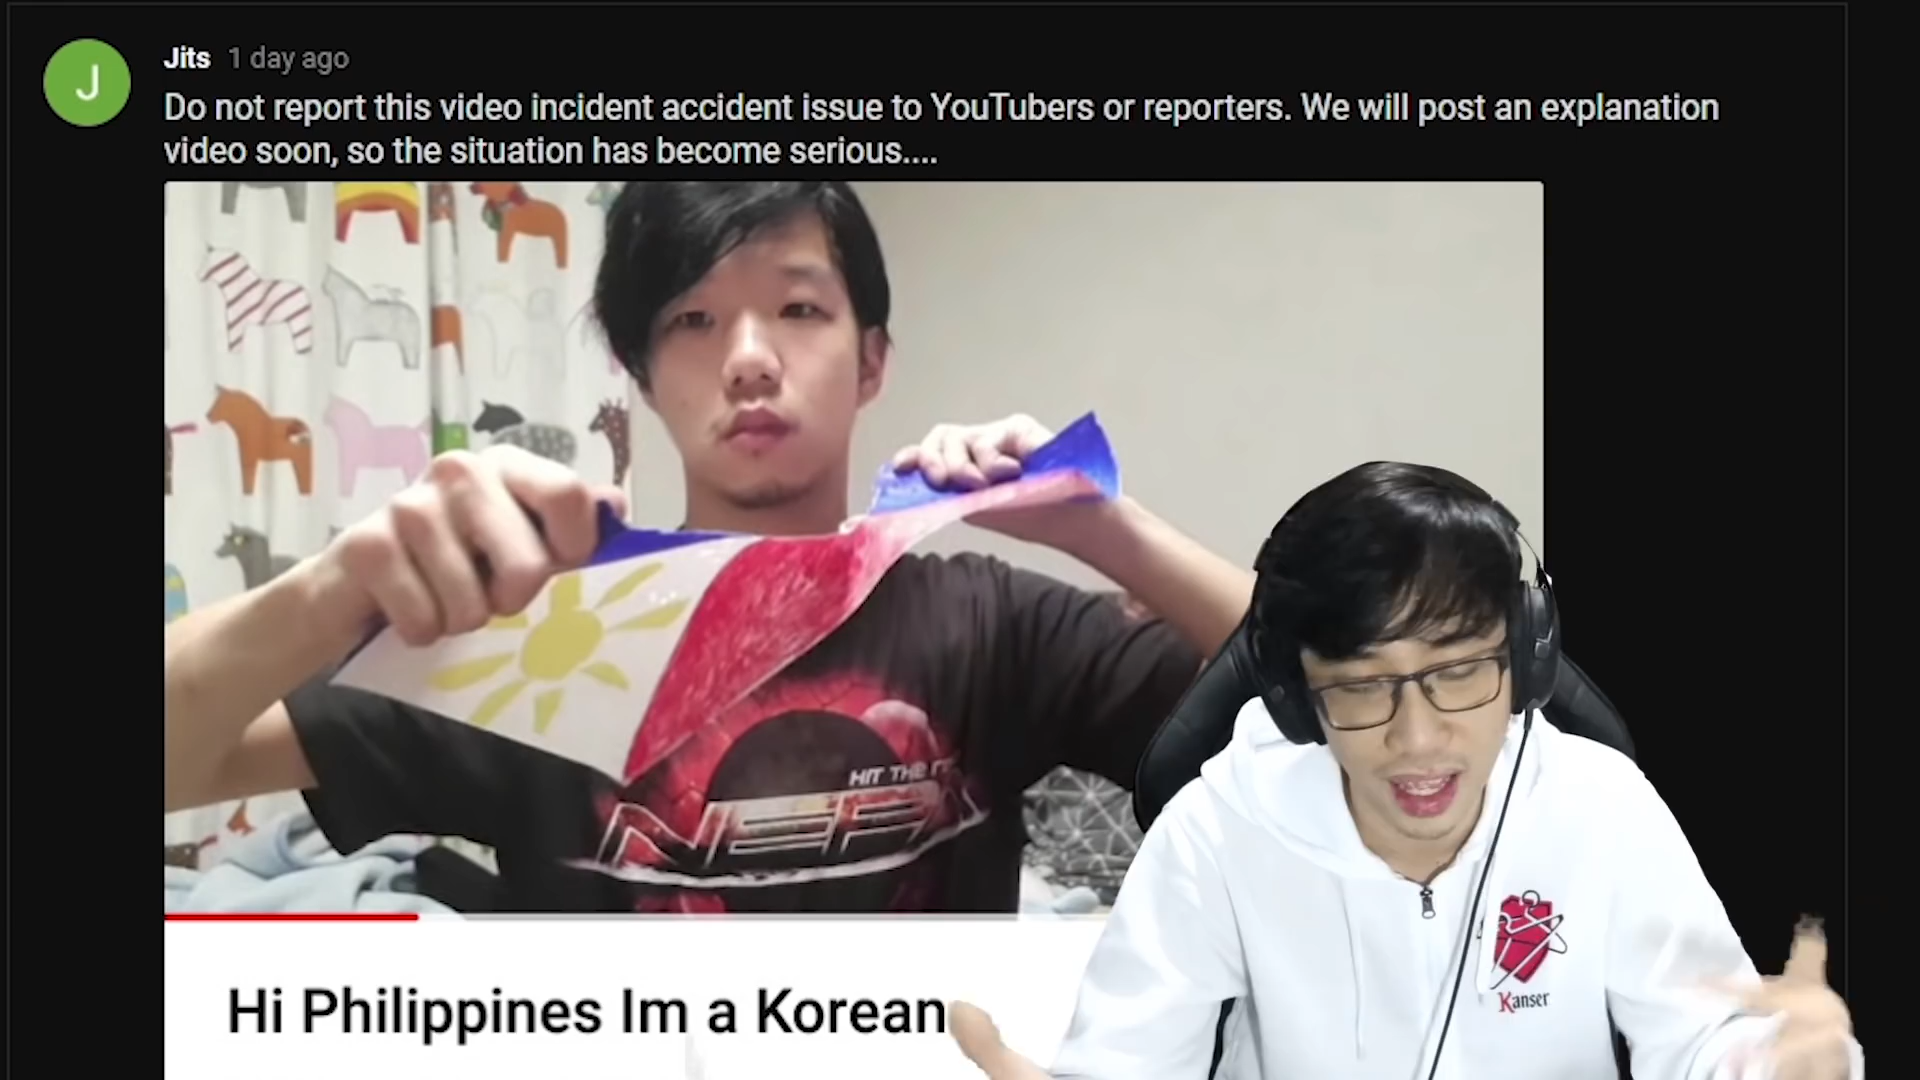 J
Jits 1 day ago
Do not report this video incident accident issue to YouTubers or reporters. We will post an explanation
video soon, so the situation has become serious....
HIT THE
Hi Philippines Im a Korean
Kanser